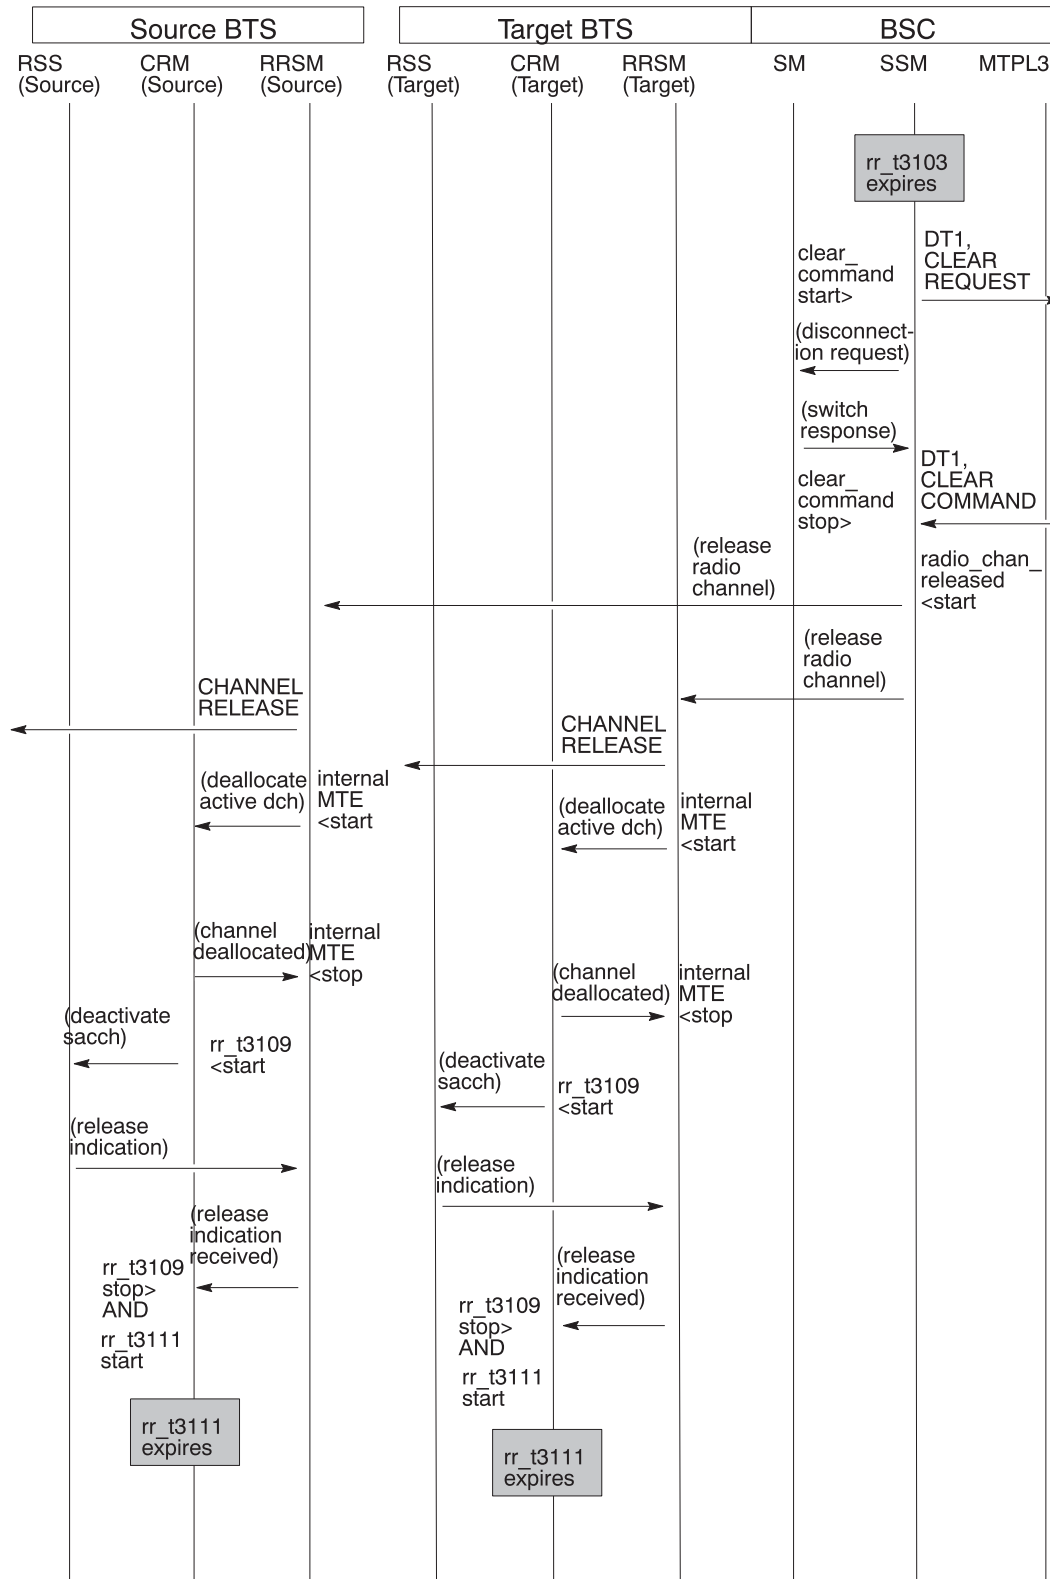 Source BTS
Target BTS
BSC
RSS
(Source)
CRM
(Source)
RRSM
(Source)
RSS
(Target)
CRM
(Target)
RRSM
(Target)
SM
SSM
MTPL3
rr_t3103
expires
clear_
command
start>
DT1,
CLEAR
REQUEST
(disconnect-
ion request)
(switch
response)
clear_
command
stop>
DT1,
CLEAR
COMMAND
(release
radio
channel)
radio_chan_
released
<start
(release
radio
channel)
CHANNEL
RELEASE
CHANNEL
RELEASE
(deallocate
active dch)
internal
MTE
<start
(deallocate
active dch)
internal
MTE
<start
(channel
deallocated)
internal
MTE
<stop
(channel
deallocated)
internal
MTE
<stop
(deactivate
sacch)
rr_t3109
<start
(deactivate
sacch)
rr_t3109
<start
(release
indication)
(release
indication)
(release
indication
received)
rr_t3109
stop>
AND
rr_t3111
start
(release
indication
received)
rr_t3109
stop>
AND
rr_t3111
start
rr_t3111
expires
rr_t3111
expires